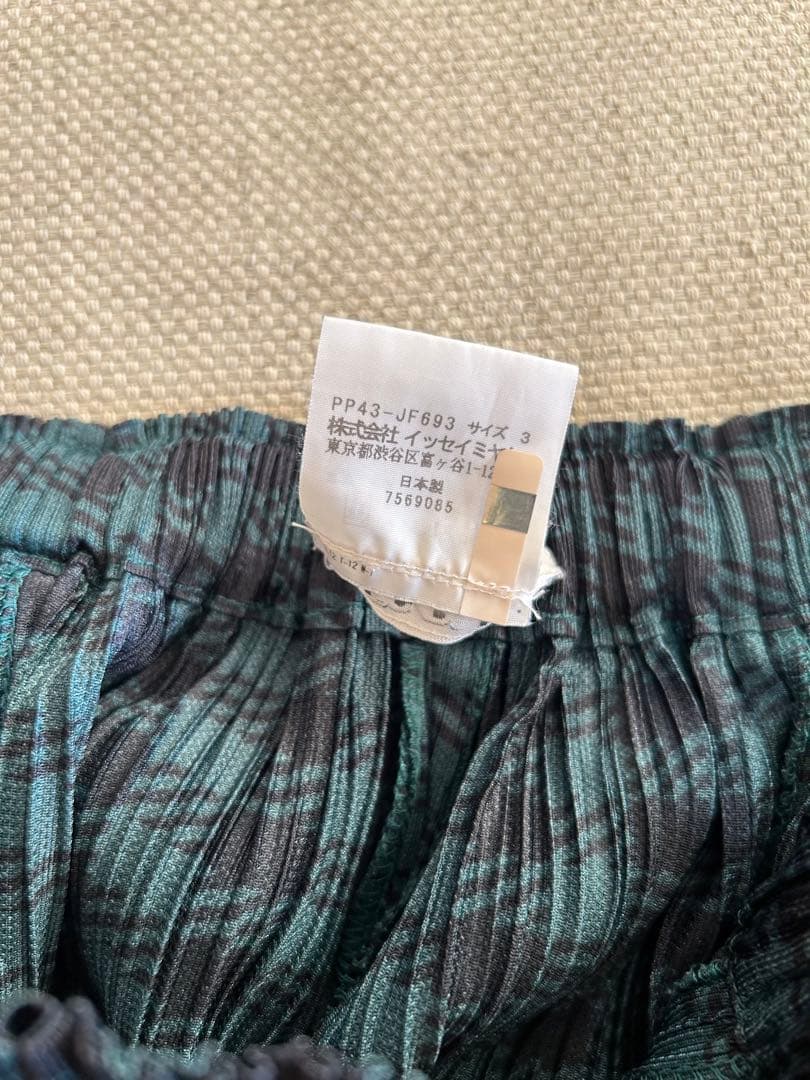 PP43-JF693 サイズ 3
株式会社 イッセイミヤ
東京都渋谷区富ヶ谷1-12
日本製
7569085